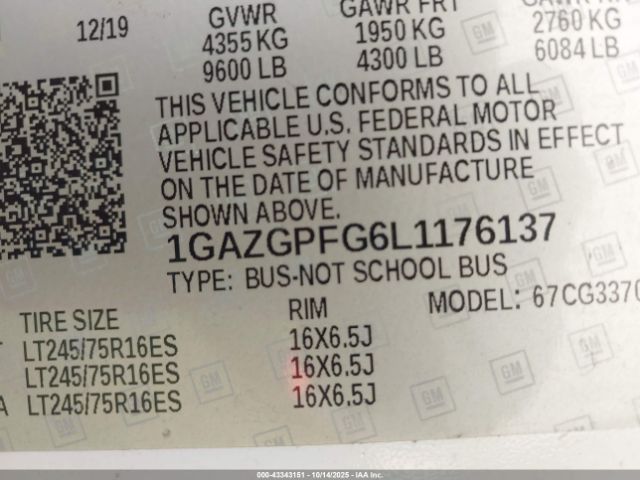 12/19 GVWR GAWR FRT
4355 KG 1950 KG 2760 KG
9600 LB 4300 LB 6084 LB
THIS VEHICLE CONFORMS TO ALL
APPLICABLE U.S. FEDERAL MOTOR
VEHICLE SAFETY STANDARDS IN EFFECT
ON THE DATE OF MANUFACTURE
SHOWN ABOVE.
1GAZGPFG6L1176137
TYPE: BUS-NOT SCHOOL BUS
MODEL: 67CG3370
TIRE SIZE RIM
LT245/75R16ES 16X6.5J
LT245/75R16ES 16X6.5J
LT245/75R16ES 16X6.5J
GM
000-43343151 | 10/14/2025 | IAA Inc.